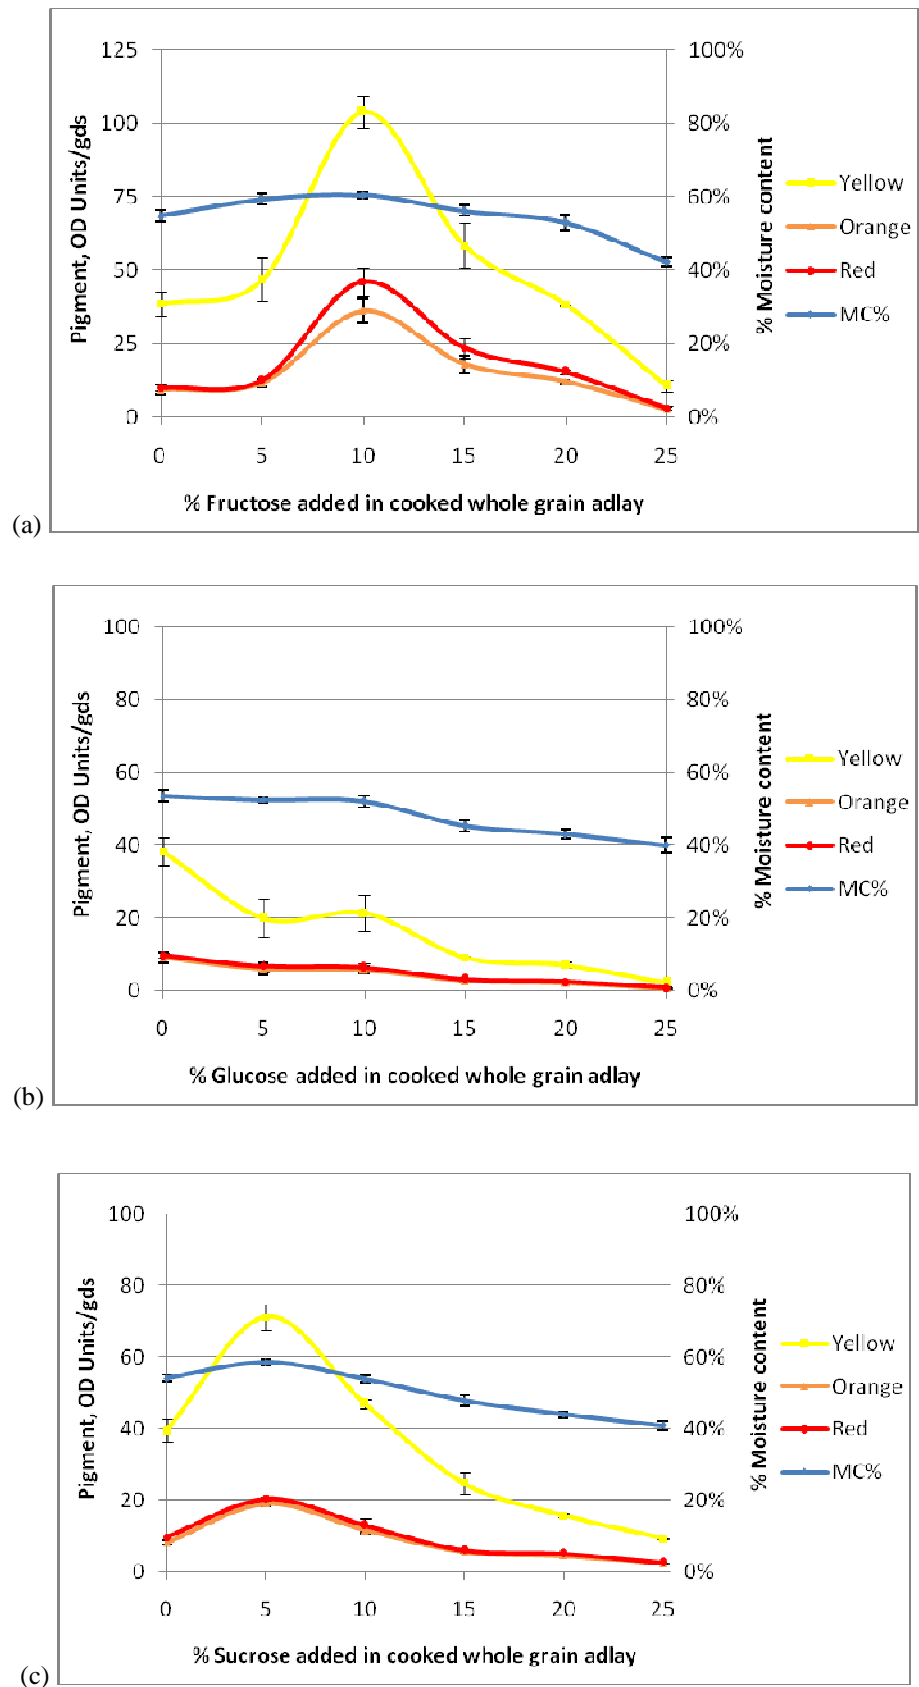 125
100%
100
80%
75
60%
50
40%
25
20%
0
0%
Pigment, OD Units/gds
% Moisture content
Yellow
Orange
Red
MC%
0 5 10 15 20 25
% Fructose added in cooked whole grain adlay
(a)
100
100%
80
80%
60
60%
40
40%
20
20%
0
0%
Pigment, OD Units/gds
% Moisture content
Yellow
Orange
Red
MC%
0 5 10 15 20 25
% Glucose added in cooked whole grain adlay
(b)
100
100%
80
80%
60
60%
40
40%
20
20%
0
0%
Pigment, OD Units/gds
% Moisture content
Yellow
Orange
Red
MC%
0 5 10 15 20 25
% Sucrose added in cooked whole grain adlay
(c)